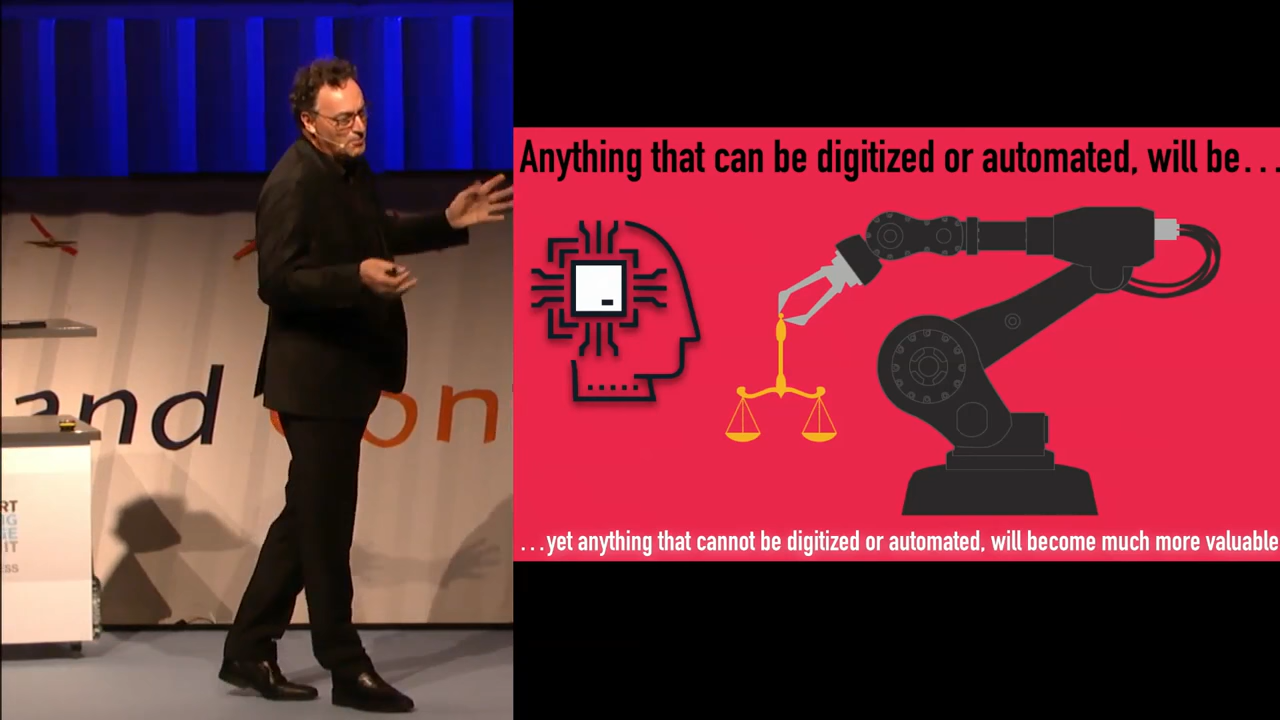 Anything that can be digitized or automated, will be...
and
...yet anything that cannot be digitized or automated, will become much more valuable